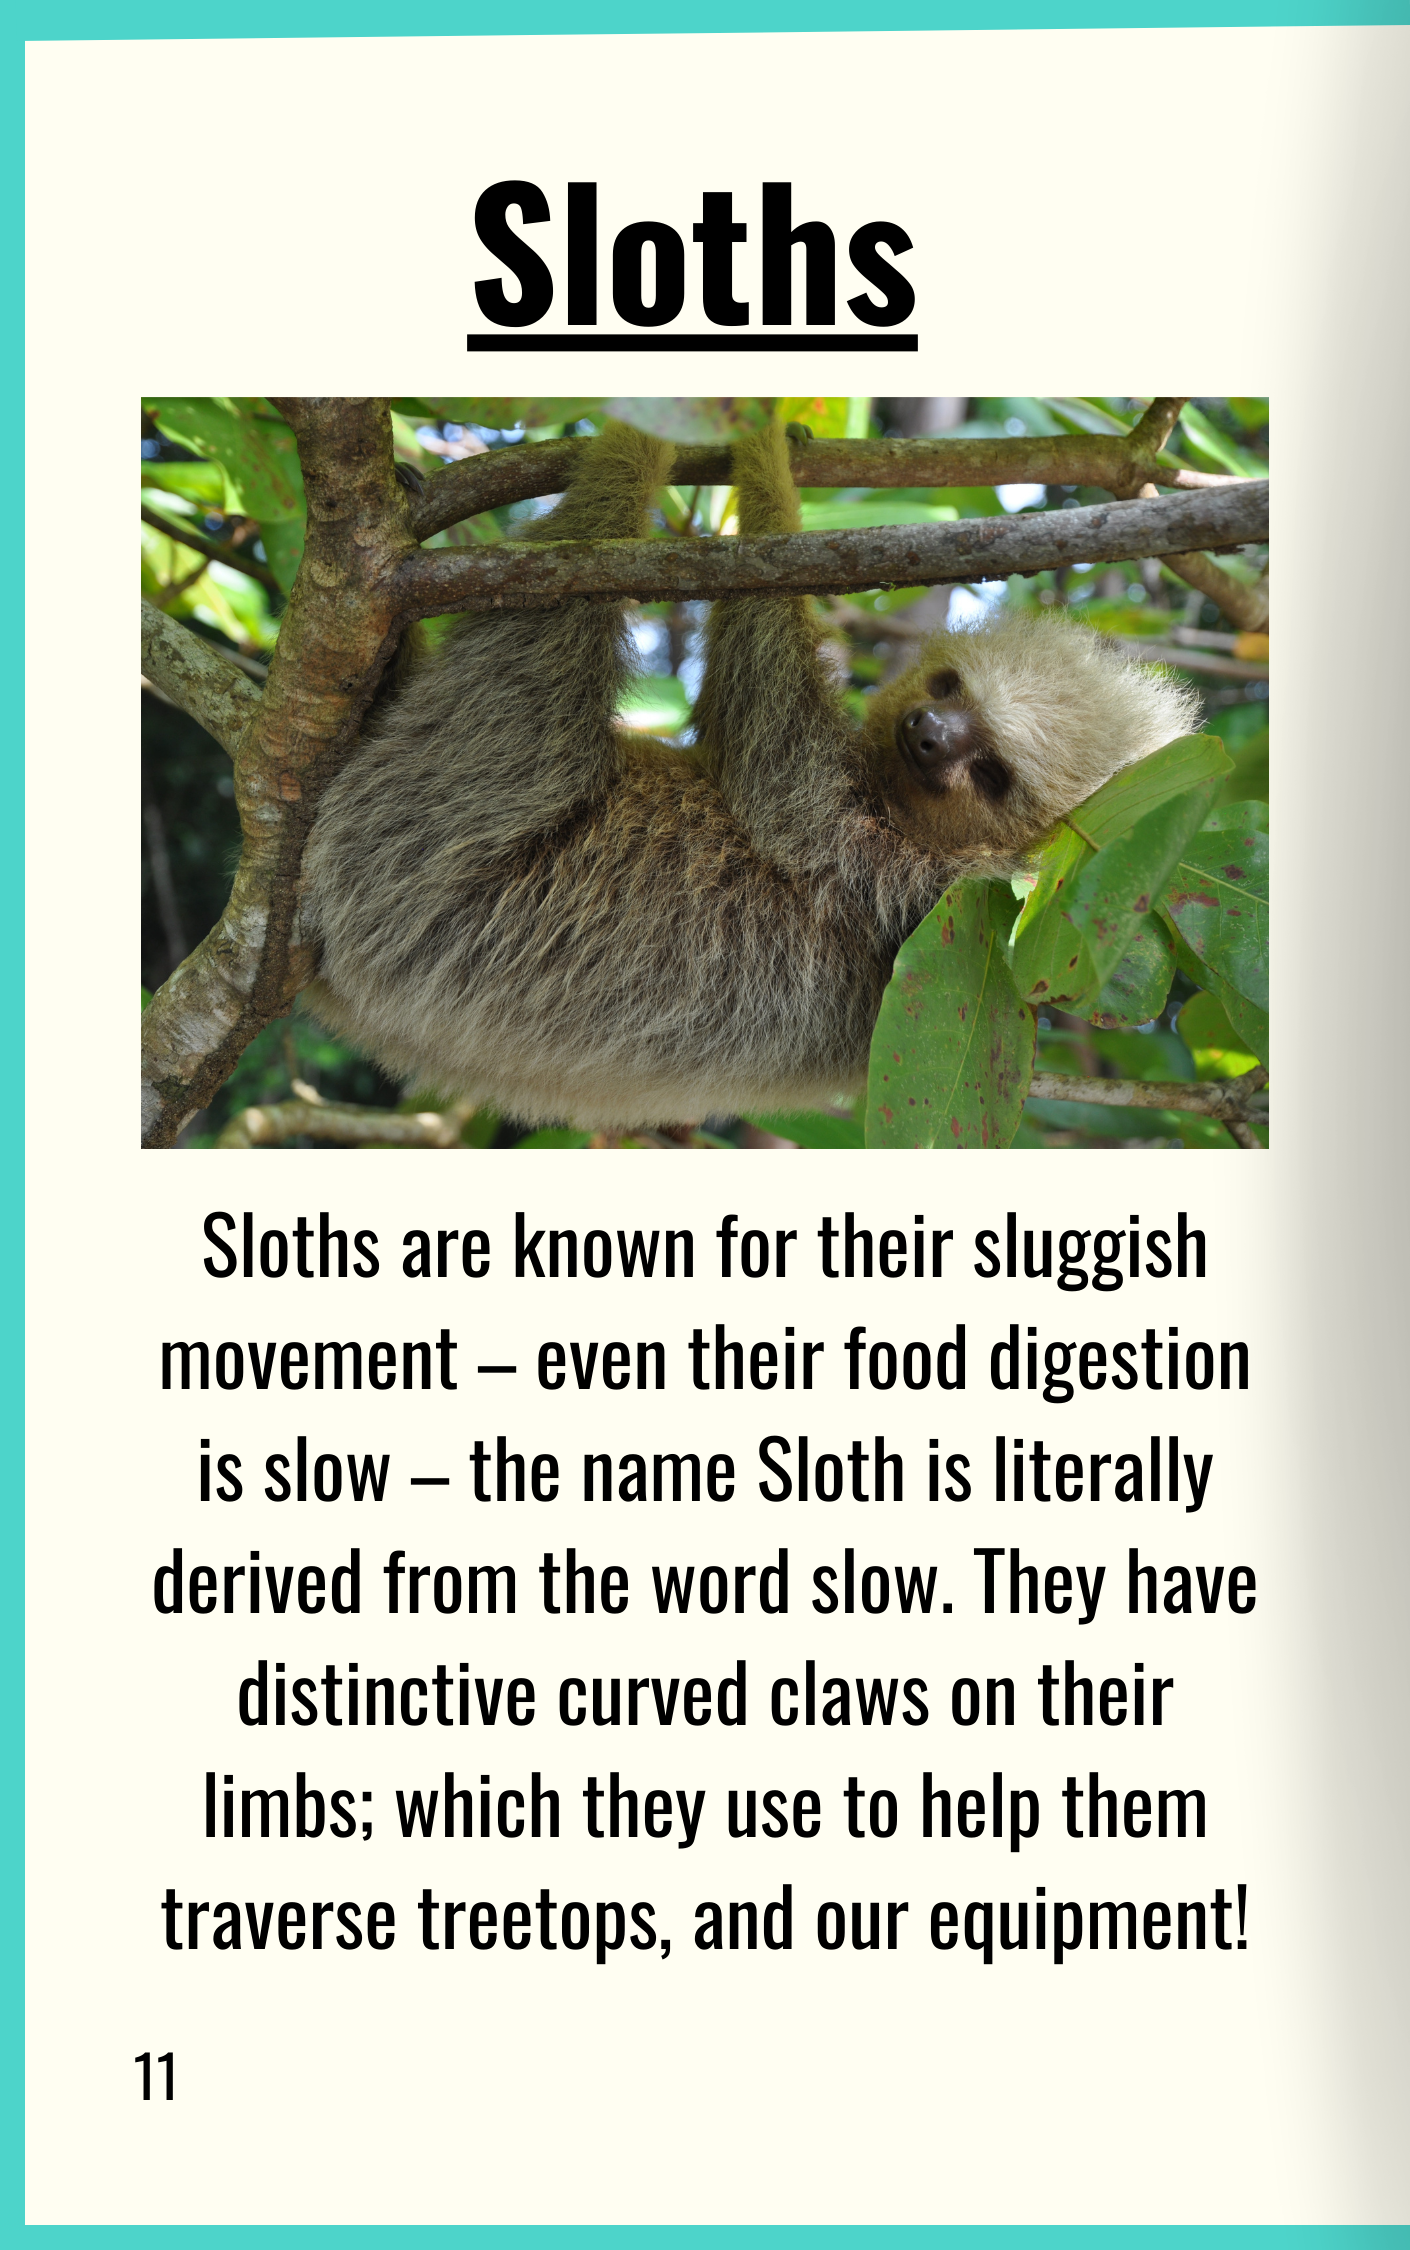 Sloths
Sloths are known for their sluggish
movement – even their food digestion
is slow – the name Sloth is literally
derived from the word slow. They have
distinctive curved claws on their
limbs; which they use to help them
traverse treetops, and our equipment!
11